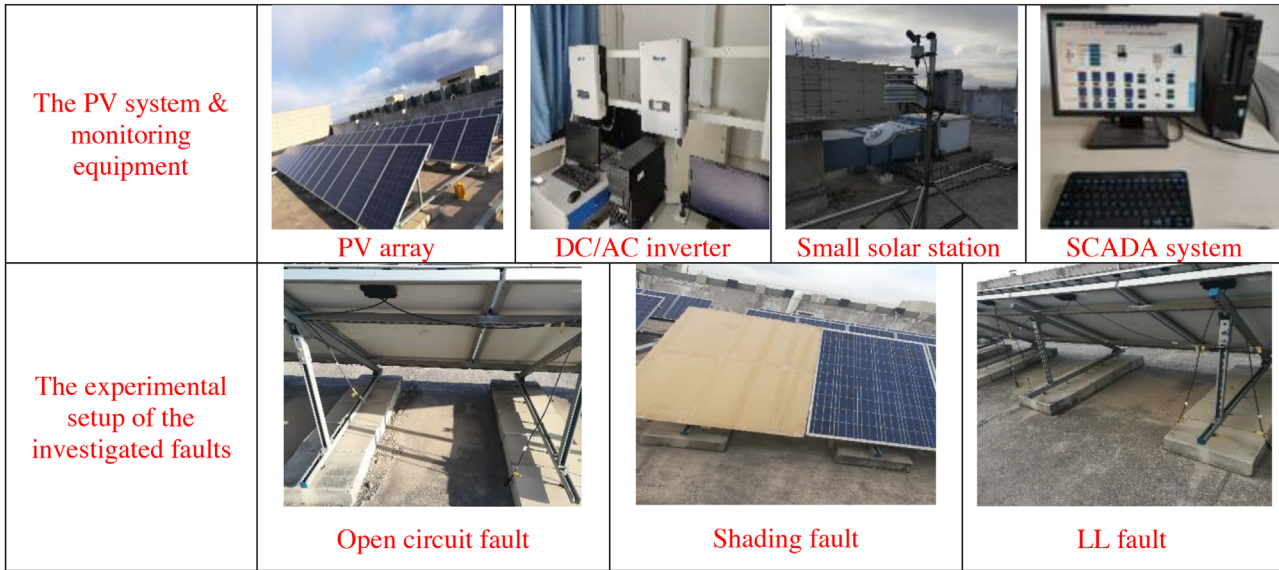 The PV system &
monitoring
equipment
PV array
DC/AC inverter
Small solar station
SCADA system
The experimental
setup of the
investigated faults
Open circuit fault
Shading fault
LL fault